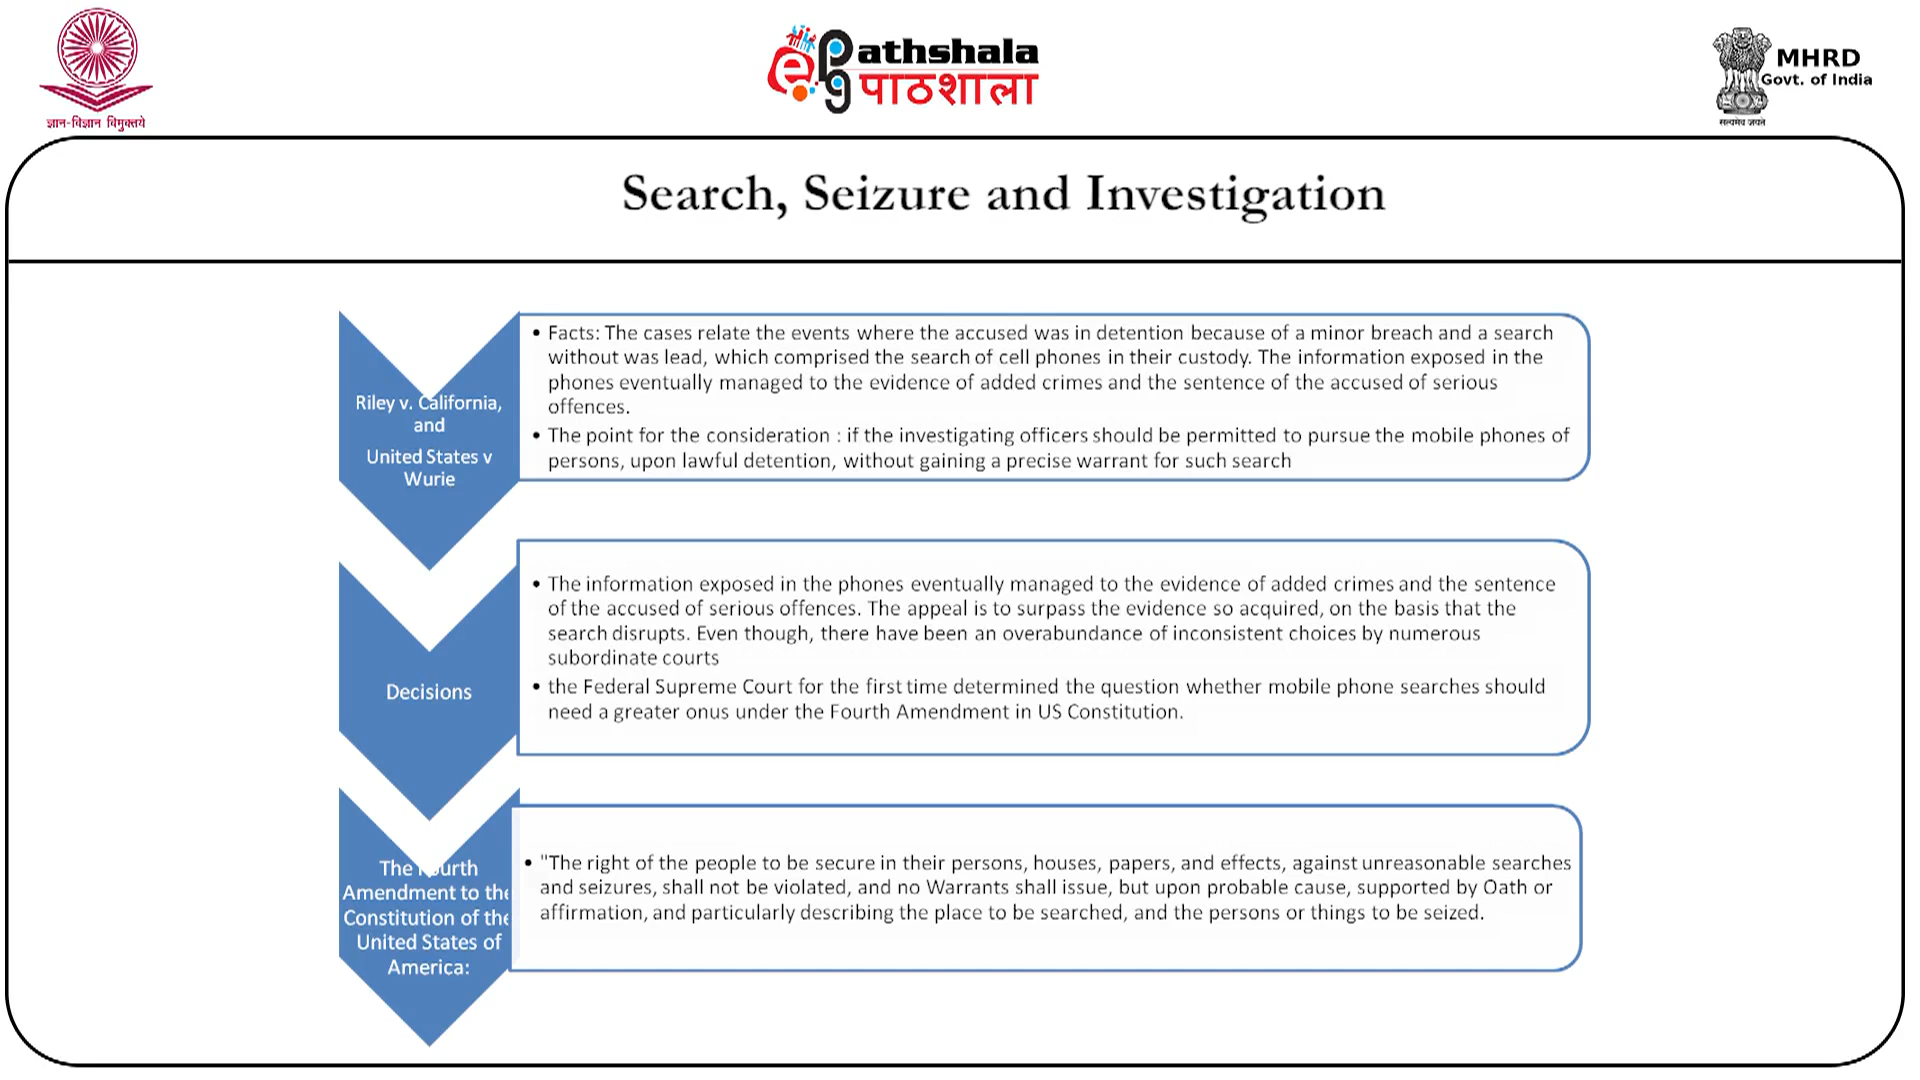 ज्ञान-विज्ञान विमुक्तये
e pg Pathshala
पाठशाला
MHRD
Govt. of India
सत्यमेव जयते
Search, Seizure and Investigation
Riley v. California,
and
United States v
Wurie
• Facts: The cases relate the events where the accused was in detention because of a minor breach and a search
without was lead, which comprised the search of cell phones in their custody. The information exposed in the
phones eventually managed to the evidence of added crimes and the sentence of the accused of serious
offences.
• The point for the consideration : if the investigating officers should be permitted to pursue the mobile phones of
persons, upon lawful detention, without gaining a precise warrant for such search
Decisions
• The information exposed in the phones eventually managed to the evidence of added crimes and the sentence
of the accused of serious offences. The appeal is to surpass the evidence so acquired, on the basis that the
search disrupts. Even though, there have been an overabundance of inconsistent choices by numerous
subordinate courts
• the Federal Supreme Court for the first time determined the question whether mobile phone searches should
need a greater onus under the Fourth Amendment in US Constitution.
The Fourth
Amendment to the
Constitution of the
United States of
America:
• "The right of the people to be secure in their persons, houses, papers, and effects, against unreasonable searches
and seizures, shall not be violated, and no Warrants shall issue, but upon probable cause, supported by Oath or
affirmation, and particularly describing the place to be searched, and the persons or things to be seized.